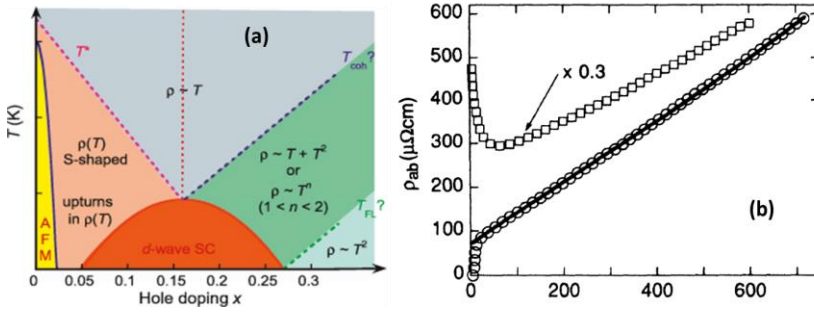 (a)
T*
T_coh?
ρ ~ T
T (K)
ρ(T)
S-shaped
upturns
in ρ(T)
ρ ~ T + T²
or
ρ ~ Tⁿ
(1 < n < 2)
T_FL?
AFM
d-wave SC
ρ ~ T²
0 0.05 0.1 0.15 0.2 0.25 0.3
Hole doping x
600
500
400
300
200
100
0
ρab (μΩcm)
x 0.3
(b)
0 200 400 600